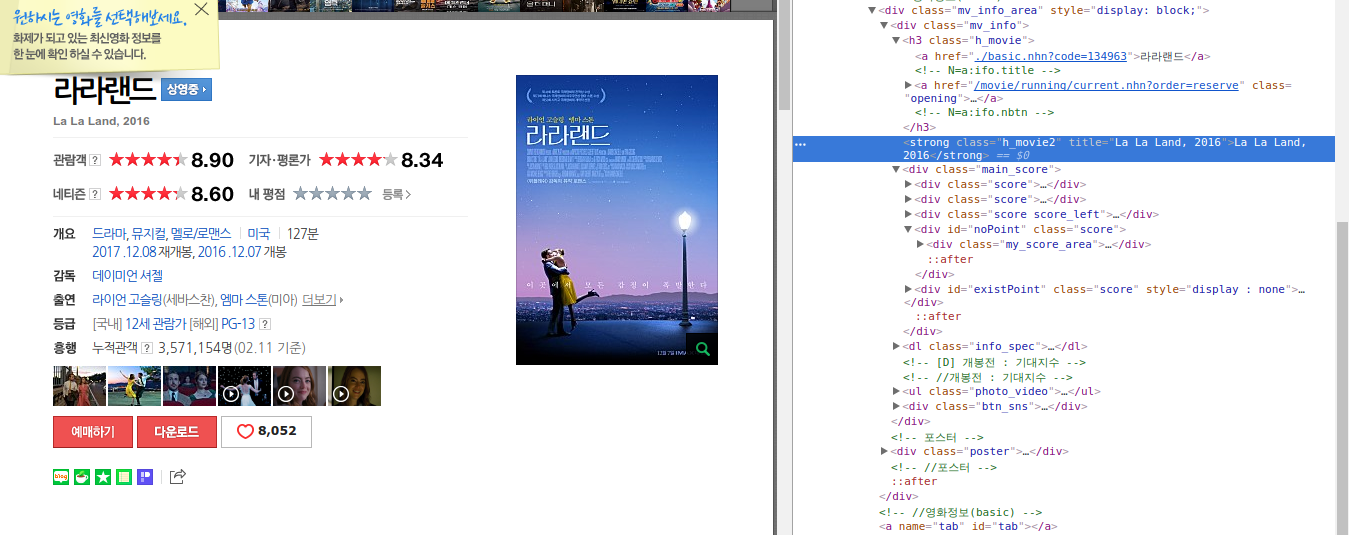 원하시는 영화를 선택해보세요.
화제가 되고 있는 최신영화 정보를
한 눈에 확인 하실 수 있습니다.
라라랜드 상영중
La La Land, 2016
관람객 ? 8.90 기자·평론가 8.34
네티즌 ? 8.60 내 평점 등록 >
개요 드라마, 뮤지컬, 멜로/로맨스 미국 127분
2017 .12.08 재개봉, 2016 .12.07 개봉
감독 데이미언 셔젤
출연 라이언 고슬링(세바스찬), 엠마 스톤(미아) 더보기
등급 [국내] 12세 관람가 [해외] PG-13 ?
흥행 누적관객 ? 3,571,154명(02.11 기준)
예매하기 다운로드 8,052
blog
라이언 고슬링 엠마 스톤
라라랜드
이 곳 에 서 모 든 감 정 이 폭 발 한 다
<div class="mv_info_area" style="display: block;">
<div class="mv_info">
<h3 class="h_movie">
<a href="./basic.nhn?code=134963">라라랜드</a>
<!-- N=a:ifo.title -->
<a href="/movie/running/current.nhn?order=reserve" class=
"opening">…</a>
<!-- N=a:ifo.nbtn -->
</h3>
<strong class="h_movie2" title="La La Land, 2016">La La Land,
2016</strong> == $0
<div class="main_score">
<div class="score">…</div>
<div class="score">…</div>
<div class="score score_left">…</div>
<div id="noPoint" class="score">
<div class="my_score_area">…</div>
::after
</div>
<div id="existPoint" class="score" style="display : none">…
</div>
::after
</div>
<dl class="info_spec">…</dl>
<!-- [D] 개봉전 : 기대지수 -->
<!-- //개봉전 : 기대지수 -->
<ul class="photo_video">…</ul>
<div class="btn_sns">…</div>
</div>
<!-- 포스터 -->
<div class="poster">…</div>
<!-- //포스터 -->
::after
</div>
<!-- //영화정보(basic) -->
<a name="tab" id="tab"></a>